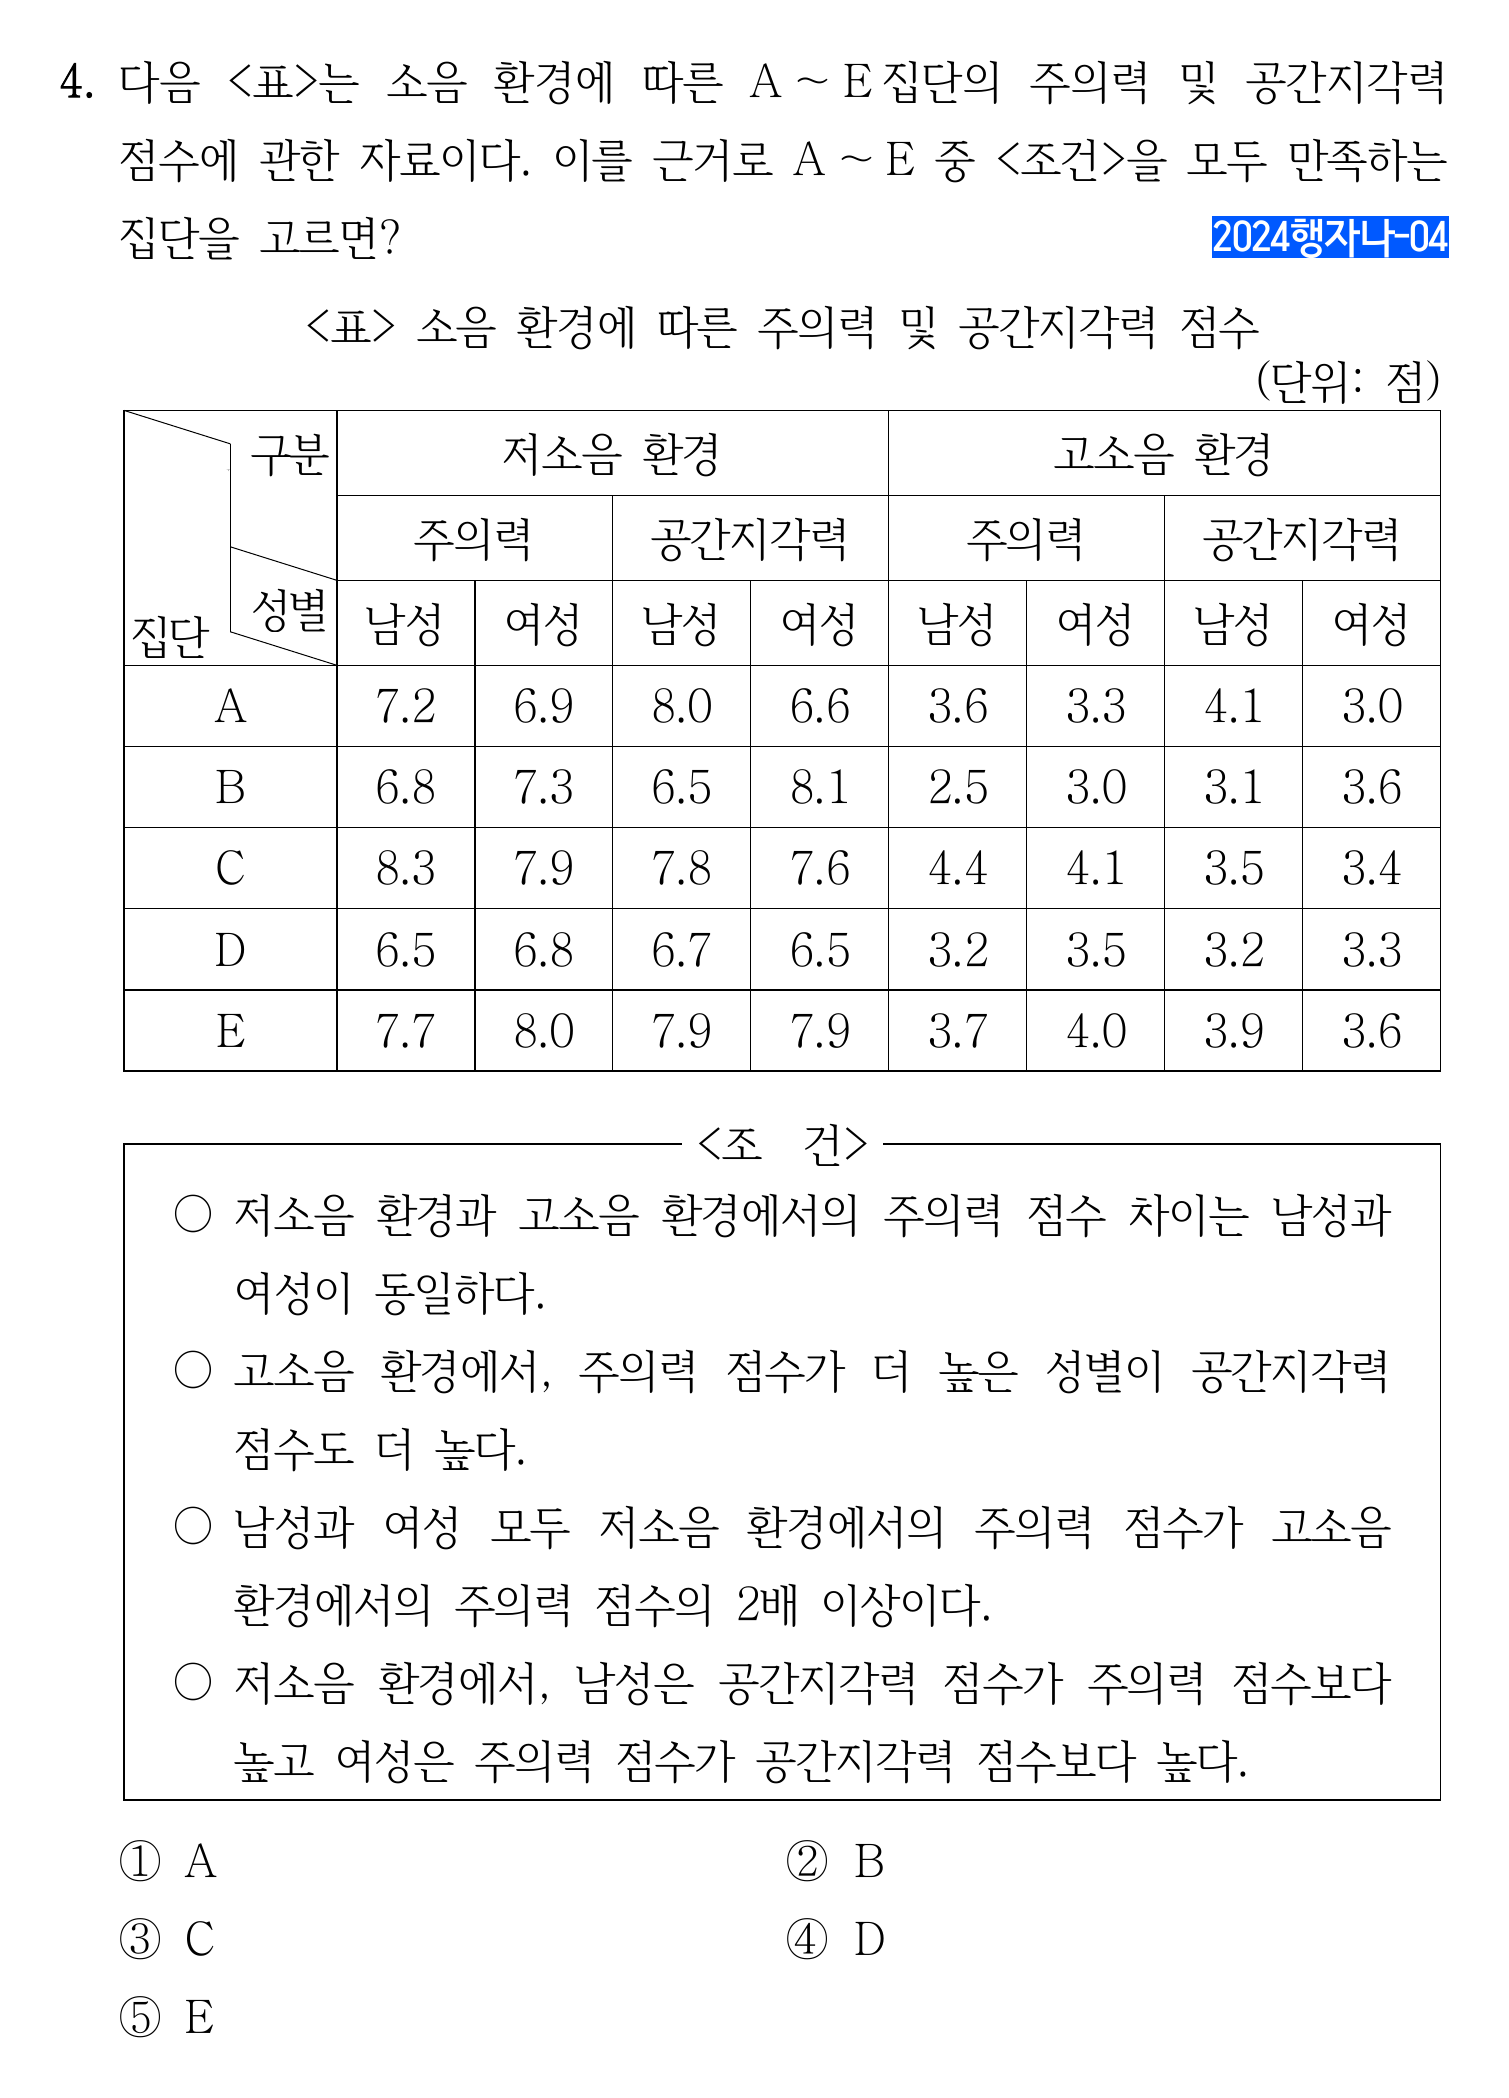 4. 다음 <표>는 소음 환경에 따른 A ~ E집단의 주의력 및 공간지각력
점수에 관한 자료이다. 이를 근거로 A ~ E 중 <조건>을 모두 만족하는
집단을 고르면?
2024행자나-04
<표> 소음 환경에 따른 주의력 및 공간지각력 점수
(단위: 점)
구분 저소음 환경 고소음 환경
주의력 공간지각력 주의력 공간지각력
집단 성별 남성 여성 남성 여성 남성 여성 남성 여성
A 7.2 6.9 8.0 6.6 3.6 3.3 4.1 3.0
B 6.8 7.3 6.5 8.1 2.5 3.0 3.1 3.6
C 8.3 7.9 7.8 7.6 4.4 4.1 3.5 3.4
D 6.5 6.8 6.7 6.5 3.2 3.5 3.2 3.3
E 7.7 8.0 7.9 7.9 3.7 4.0 3.9 3.6
<조 건>
○ 저소음 환경과 고소음 환경에서의 주의력 점수 차이는 남성과
여성이 동일하다.
○ 고소음 환경에서, 주의력 점수가 더 높은 성별이 공간지각력
점수도 더 높다.
○ 남성과 여성 모두 저소음 환경에서의 주의력 점수가 고소음
환경에서의 주의력 점수의 2배 이상이다.
○ 저소음 환경에서, 남성은 공간지각력 점수가 주의력 점수보다
높고 여성은 주의력 점수가 공간지각력 점수보다 높다.
① A ② B
③ C ④ D
⑤ E